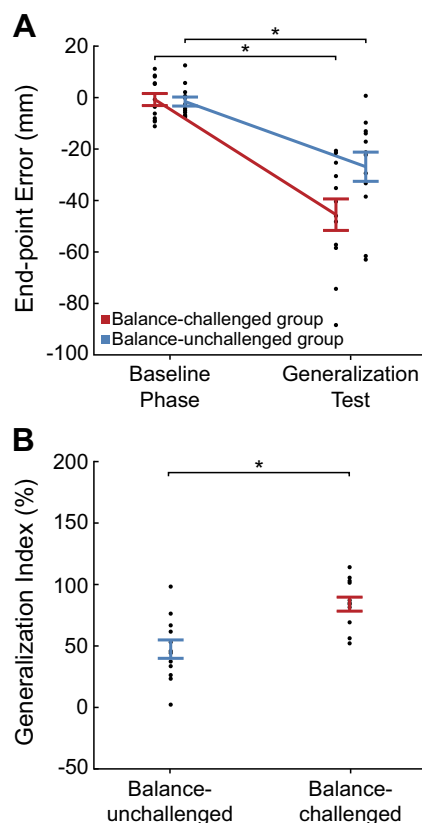 A
*
*
20
0
-20
-40
-60
-80
-100
End-point Error (mm)
Balance-challenged group
Balance-unchallenged group
Baseline Phase
Generalization Test
B
*
200
150
100
50
0
-50
Generalization Index (%)
Balance-unchallenged
Balance-challenged